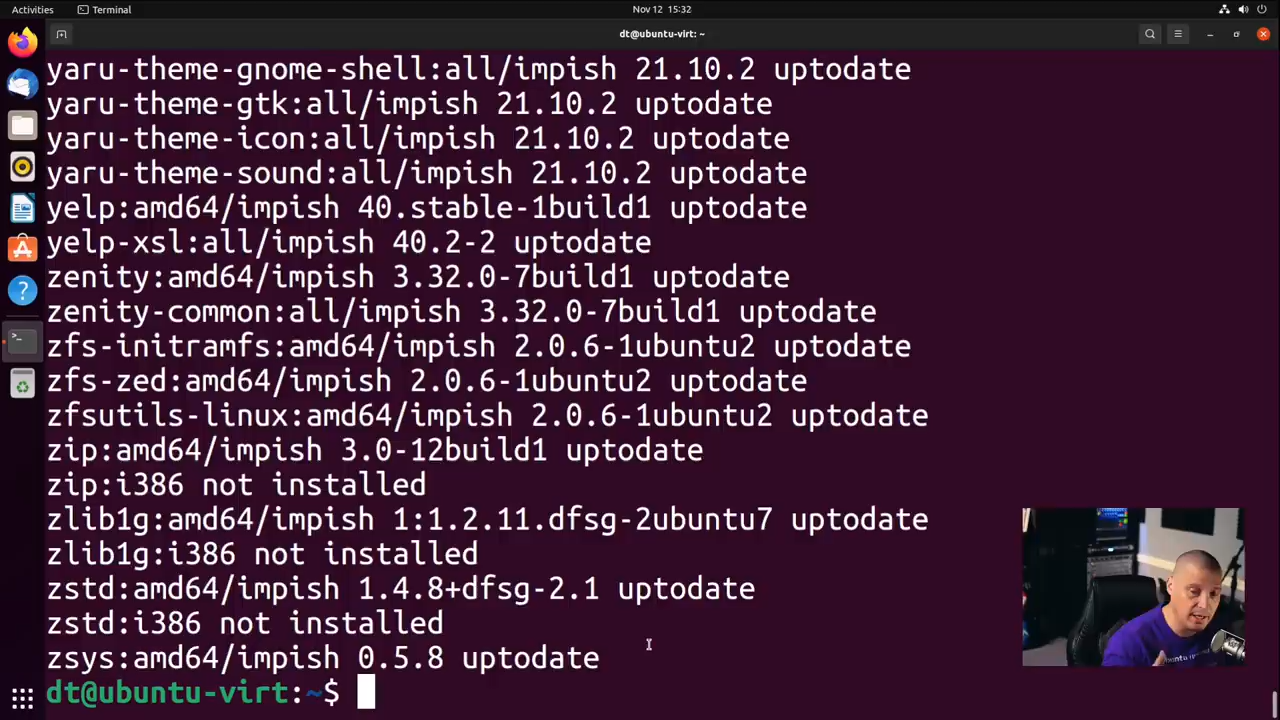 Activities
Terminal
Nov 12 15:32
dt@ubuntu-virt: ~
yaru-theme-gnome-shell:all/impish 21.10.2 uptodate
yaru-theme-gtk:all/impish 21.10.2 uptodate
yaru-theme-icon:all/impish 21.10.2 uptodate
yaru-theme-sound:all/impish 21.10.2 uptodate
yelp:amd64/impish 40.stable-1build1 uptodate
yelp-xsl:all/impish 40.2-2 uptodate
zenity:amd64/impish 3.32.0-7build1 uptodate
zenity-common:all/impish 3.32.0-7build1 uptodate
zfs-initramfs:amd64/impish 2.0.6-1ubuntu2 uptodate
zfs-zed:amd64/impish 2.0.6-1ubuntu2 uptodate
zfsutils-linux:amd64/impish 2.0.6-1ubuntu2 uptodate
zip:amd64/impish 3.0-12build1 uptodate
zip:i386 not installed
zlib1g:amd64/impish 1:1.2.11.dfsg-2ubuntu7 uptodate
zlib1g:i386 not installed
zstd:amd64/impish 1.4.8+dfsg-2.1 uptodate
zstd:i386 not installed
zsys:amd64/impish 0.5.8 uptodate
dt@ubuntu-virt:~$